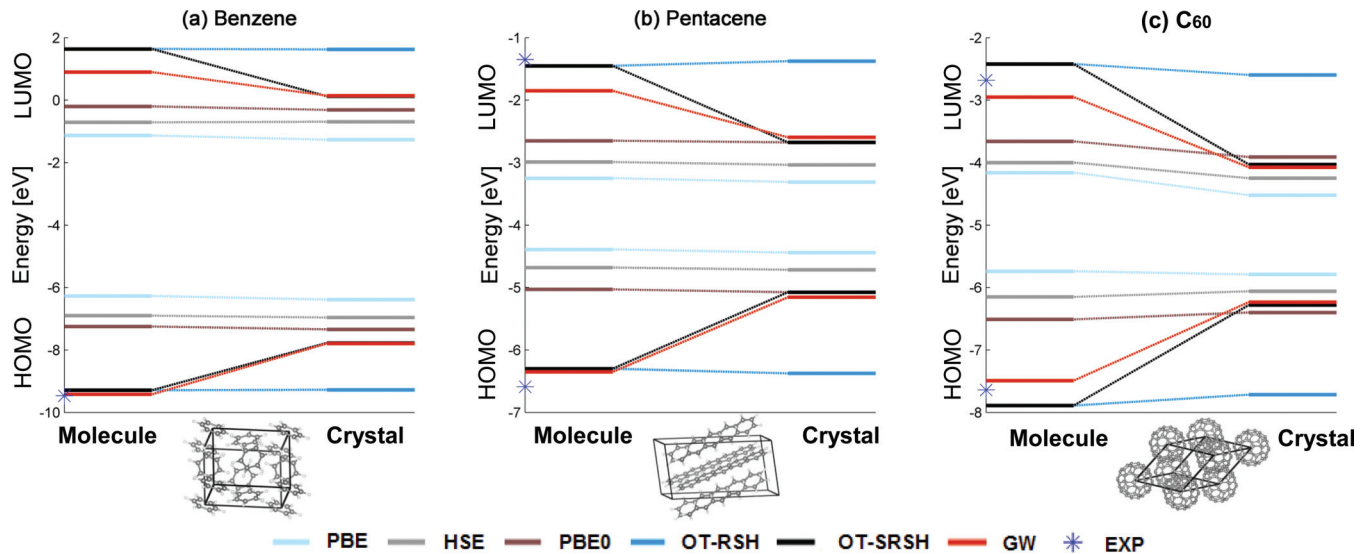 (a) Benzene
(b) Pentacene
(c) C60
LUMO
Energy [eV]
HOMO
2
0
-2
-4
-6
-8
-10
Molecule
Crystal
LUMO
Energy [eV]
HOMO
-1
-2
-3
-4
-5
-6
-7
Molecule
Crystal
LUMO
Energy [eV]
HOMO
-2
-3
-4
-5
-6
-7
-8
Molecule
Crystal
PBE HSE PBE0 OT-RSH OT-SRSH GW EXP